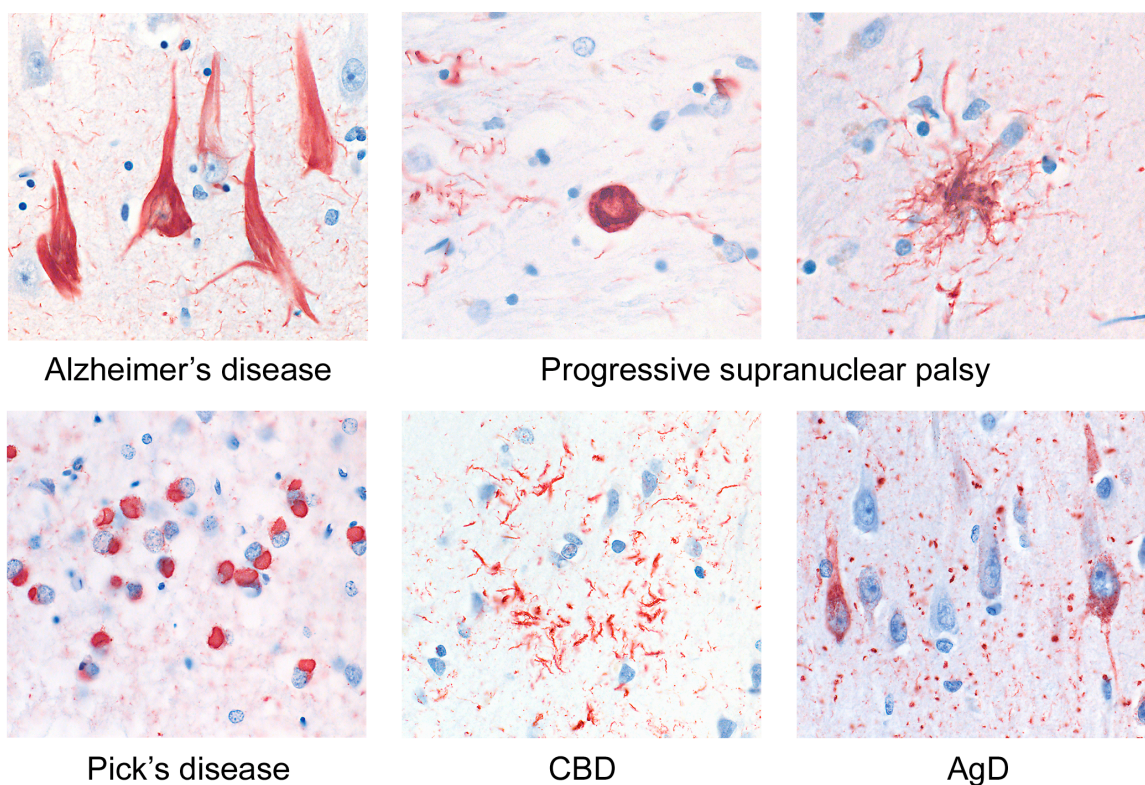 Alzheimer’s disease
Progressive supranuclear palsy
Pick’s disease
CBD
AgD